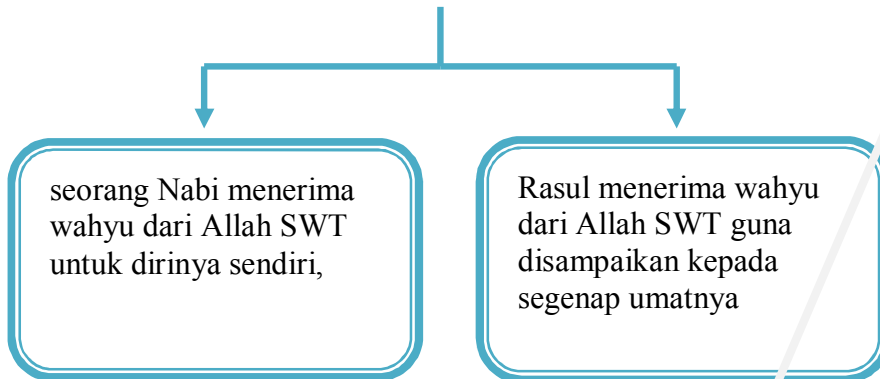 seorang Nabi menerima
wahyu dari Allah SWT
untuk dirinya sendiri,
Rasul menerima wahyu
dari Allah SWT guna
disampaikan kepada
segenap umatnya